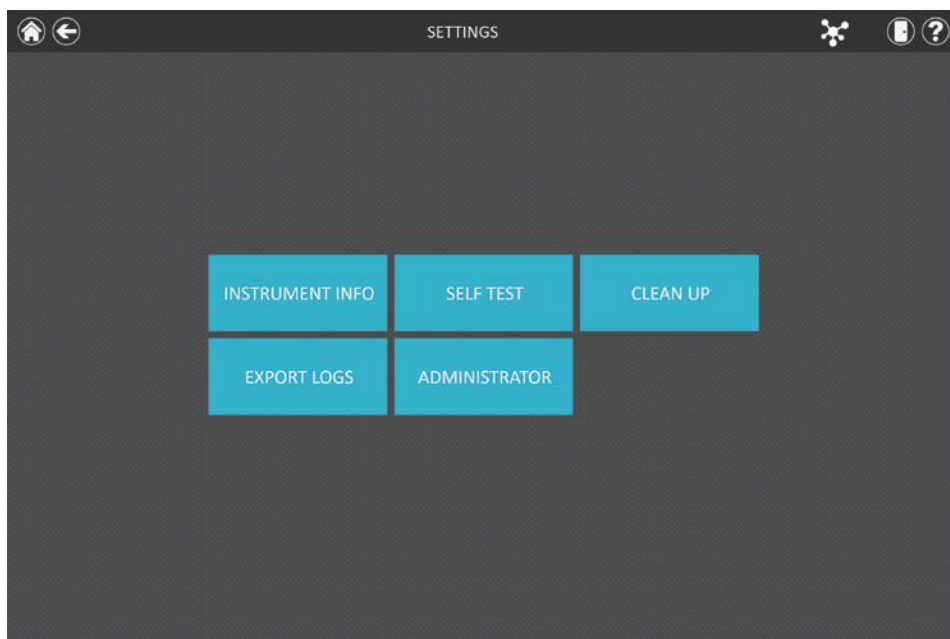 SETTINGS
?
INSTRUMENT INFO
SELF TEST
CLEAN UP
EXPORT LOGS
ADMINISTRATOR